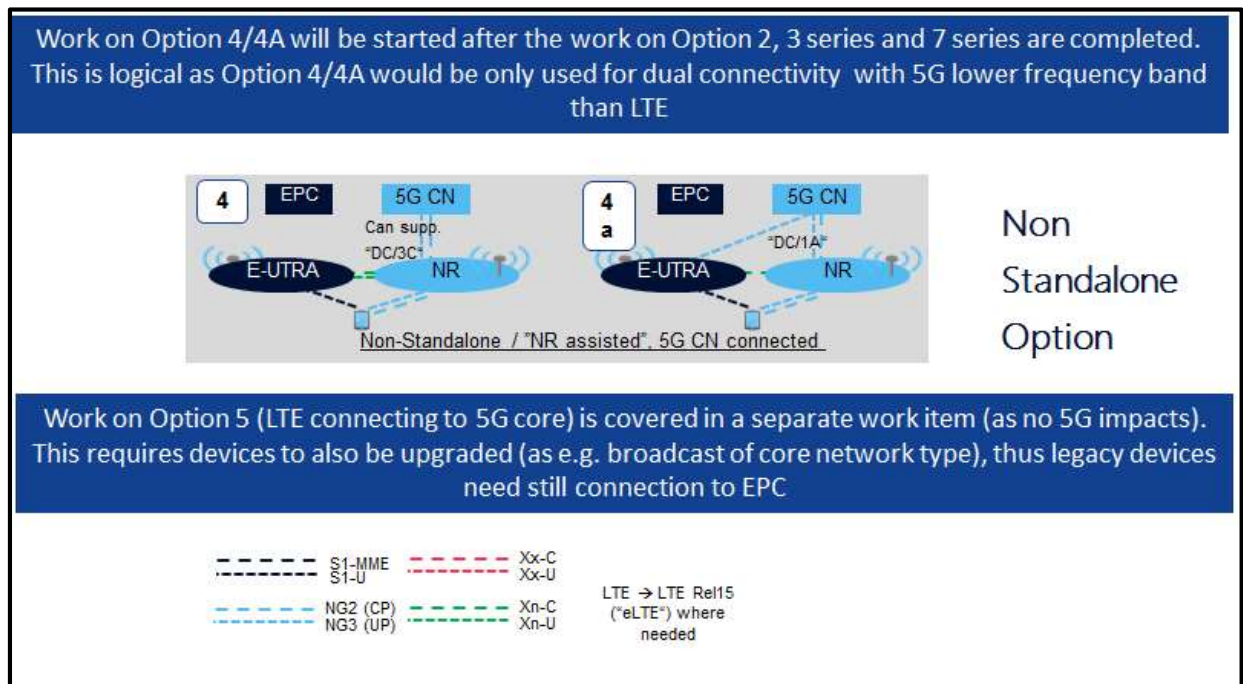 Work on Option 4/4A will be started after the work on Option 2, 3 series and 7 series are completed.
This is logical as Option 4/4A would be only used for dual connectivity with 5G lower frequency band
than LTE
4
EPC
5G CN
Can supp.
"DC/3C"
E-UTRA
NR
4
a
EPC
5G CN
"DC/1A"
E-UTRA
NR
Non-Standalone / "NR assisted", 5G CN connected
Non
Standalone
Option
Work on Option 5 (LTE connecting to 5G core) is covered in a separate work item (as no 5G impacts).
This requires devices to also be upgraded (as e.g. broadcast of core network type), thus legacy devices
need still connection to EPC
S1-MME
S1-U
Xx-C
Xx-U
NG2 (CP)
NG3 (UP)
Xn-C
Xn-U
LTE → LTE Rel15
("eLTE") where
needed